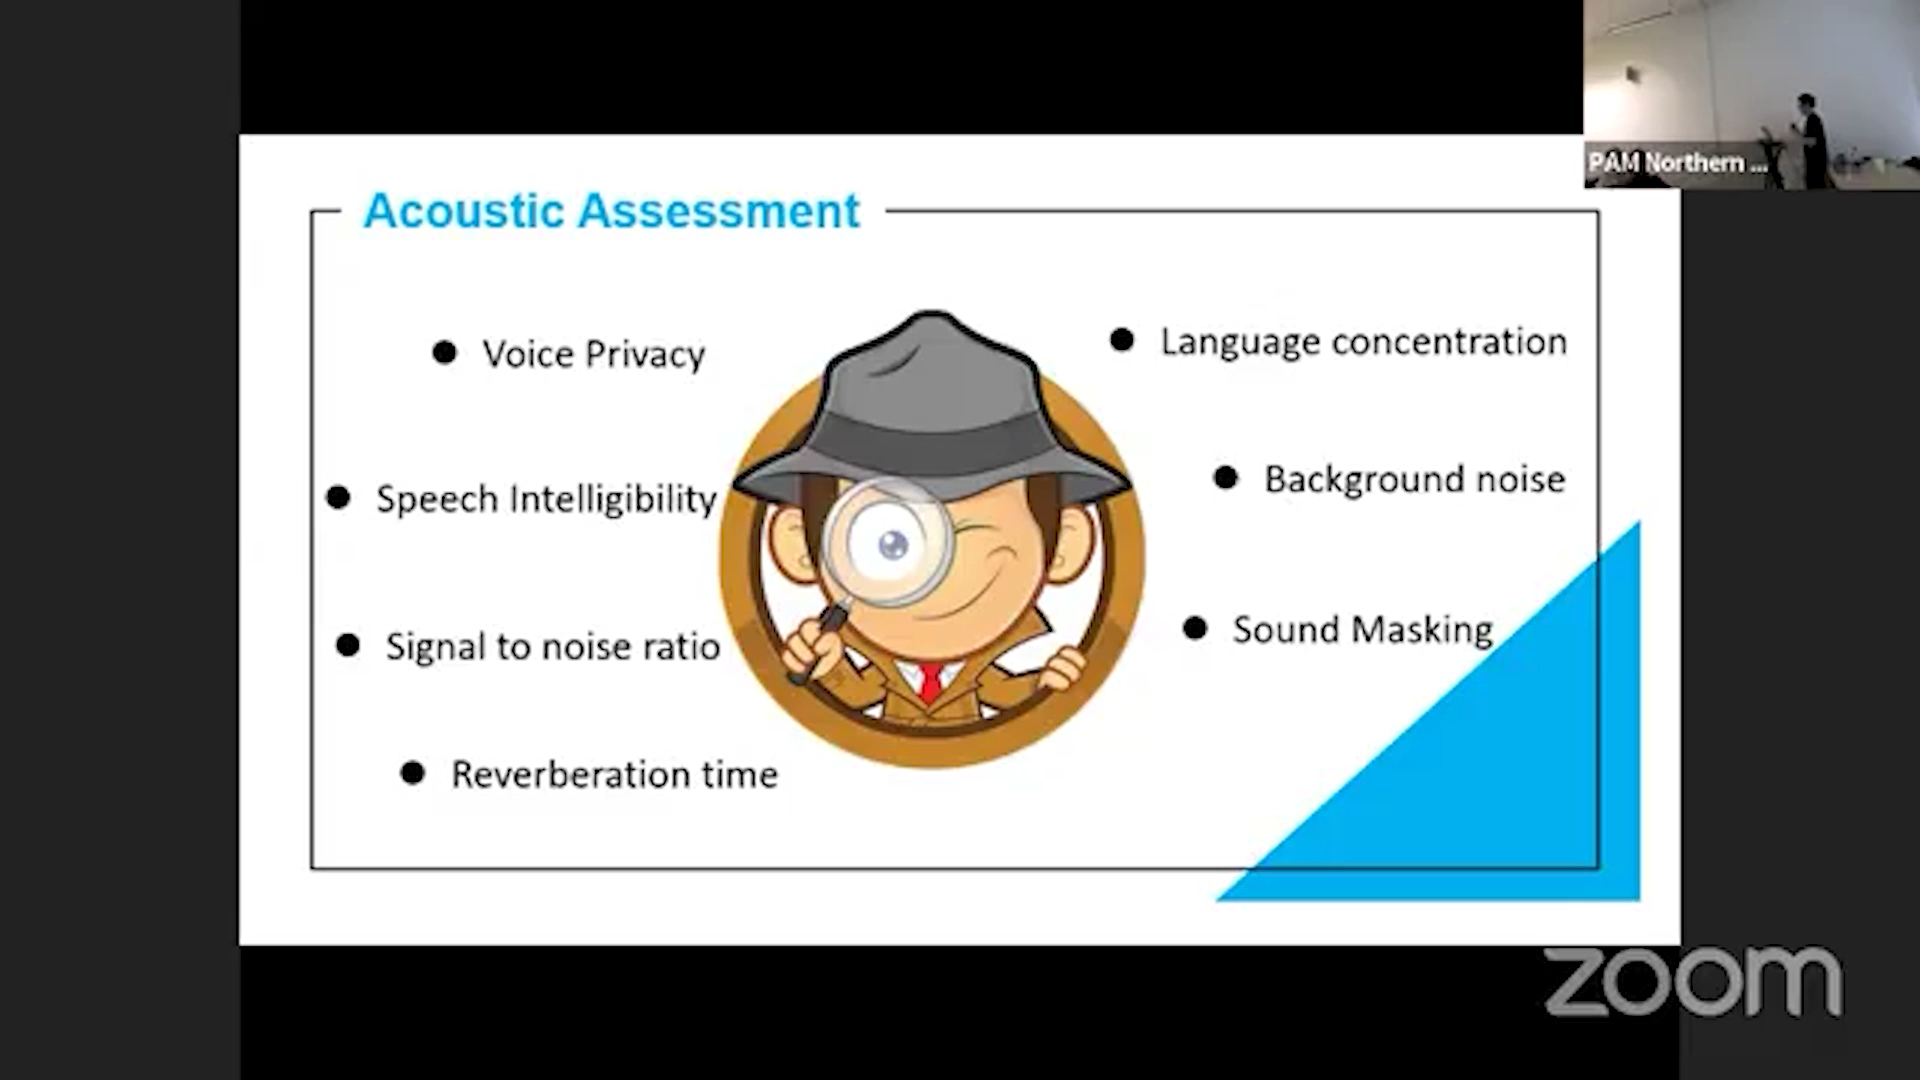 PAM Northern ...
Acoustic Assessment
Voice Privacy
Speech Intelligibility
Signal to noise ratio
Reverberation time
Language concentration
Background noise
Sound Masking
zoom